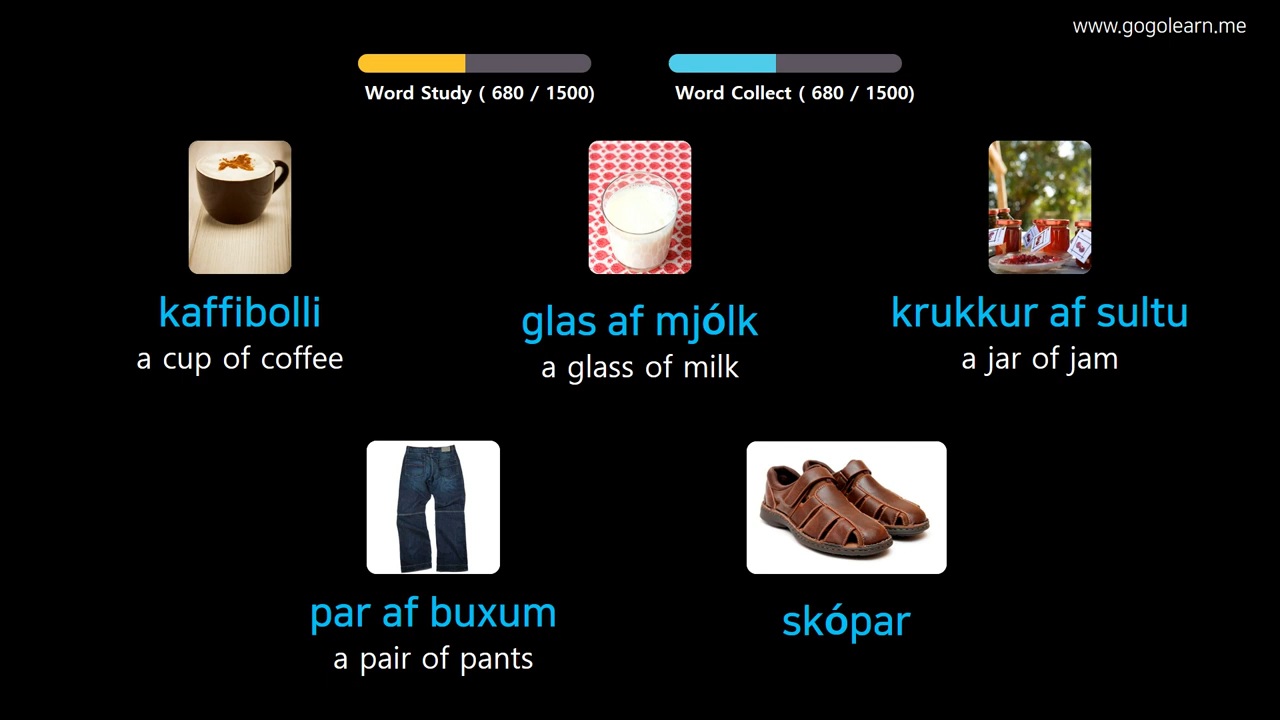 www.gogolearn.me
Word Study ( 680 / 1500)
Word Collect ( 680 / 1500)
kaffibolli
a cup of coffee
glas af mjólk
a glass of milk
krukkur af sultu
a jar of jam
par af buxum
a pair of pants
skópar